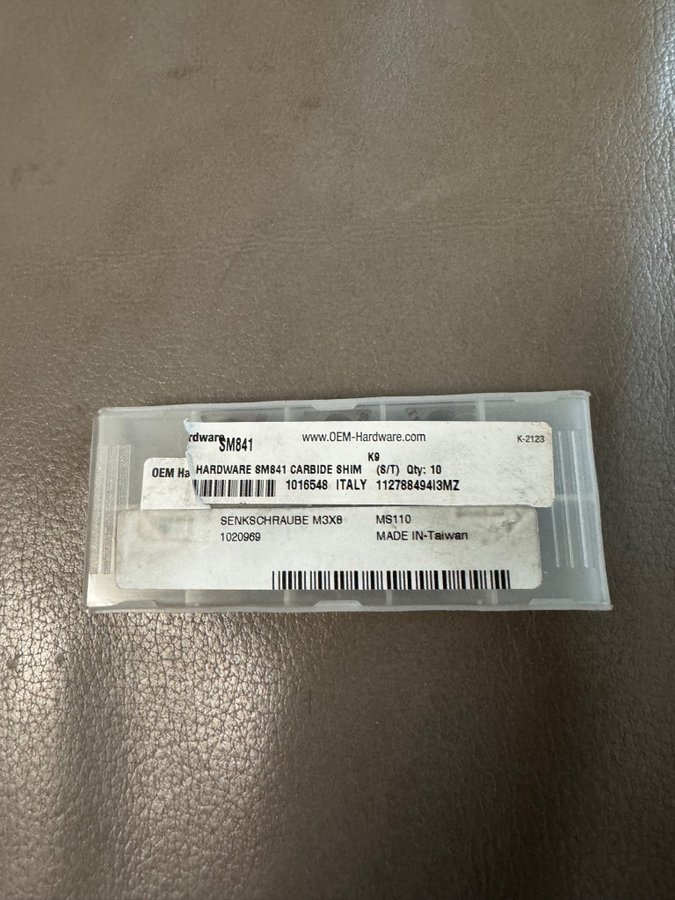 rdware SM841 www.OEM-Hardware.com K-2123
K9
OEM Ha HARDWARE SM841 CARBIDE SHIM (S/T) Qty: 10
1016548 ITALY 112788494I3MZ
SENKSCHRAUBE M3X8 MS110
1020969 MADE IN-Taiwan